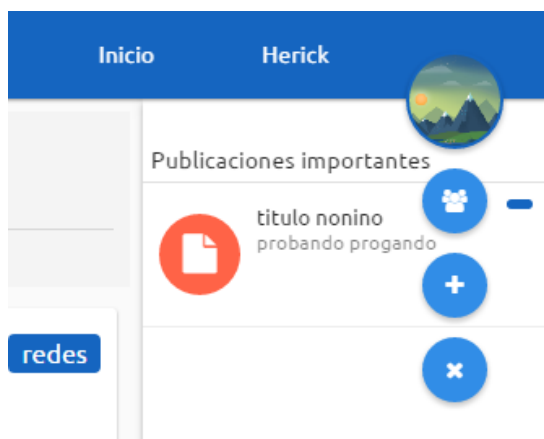 Inicio Herick
Publicaciones importantes
titulo nonino
probando progando
redes